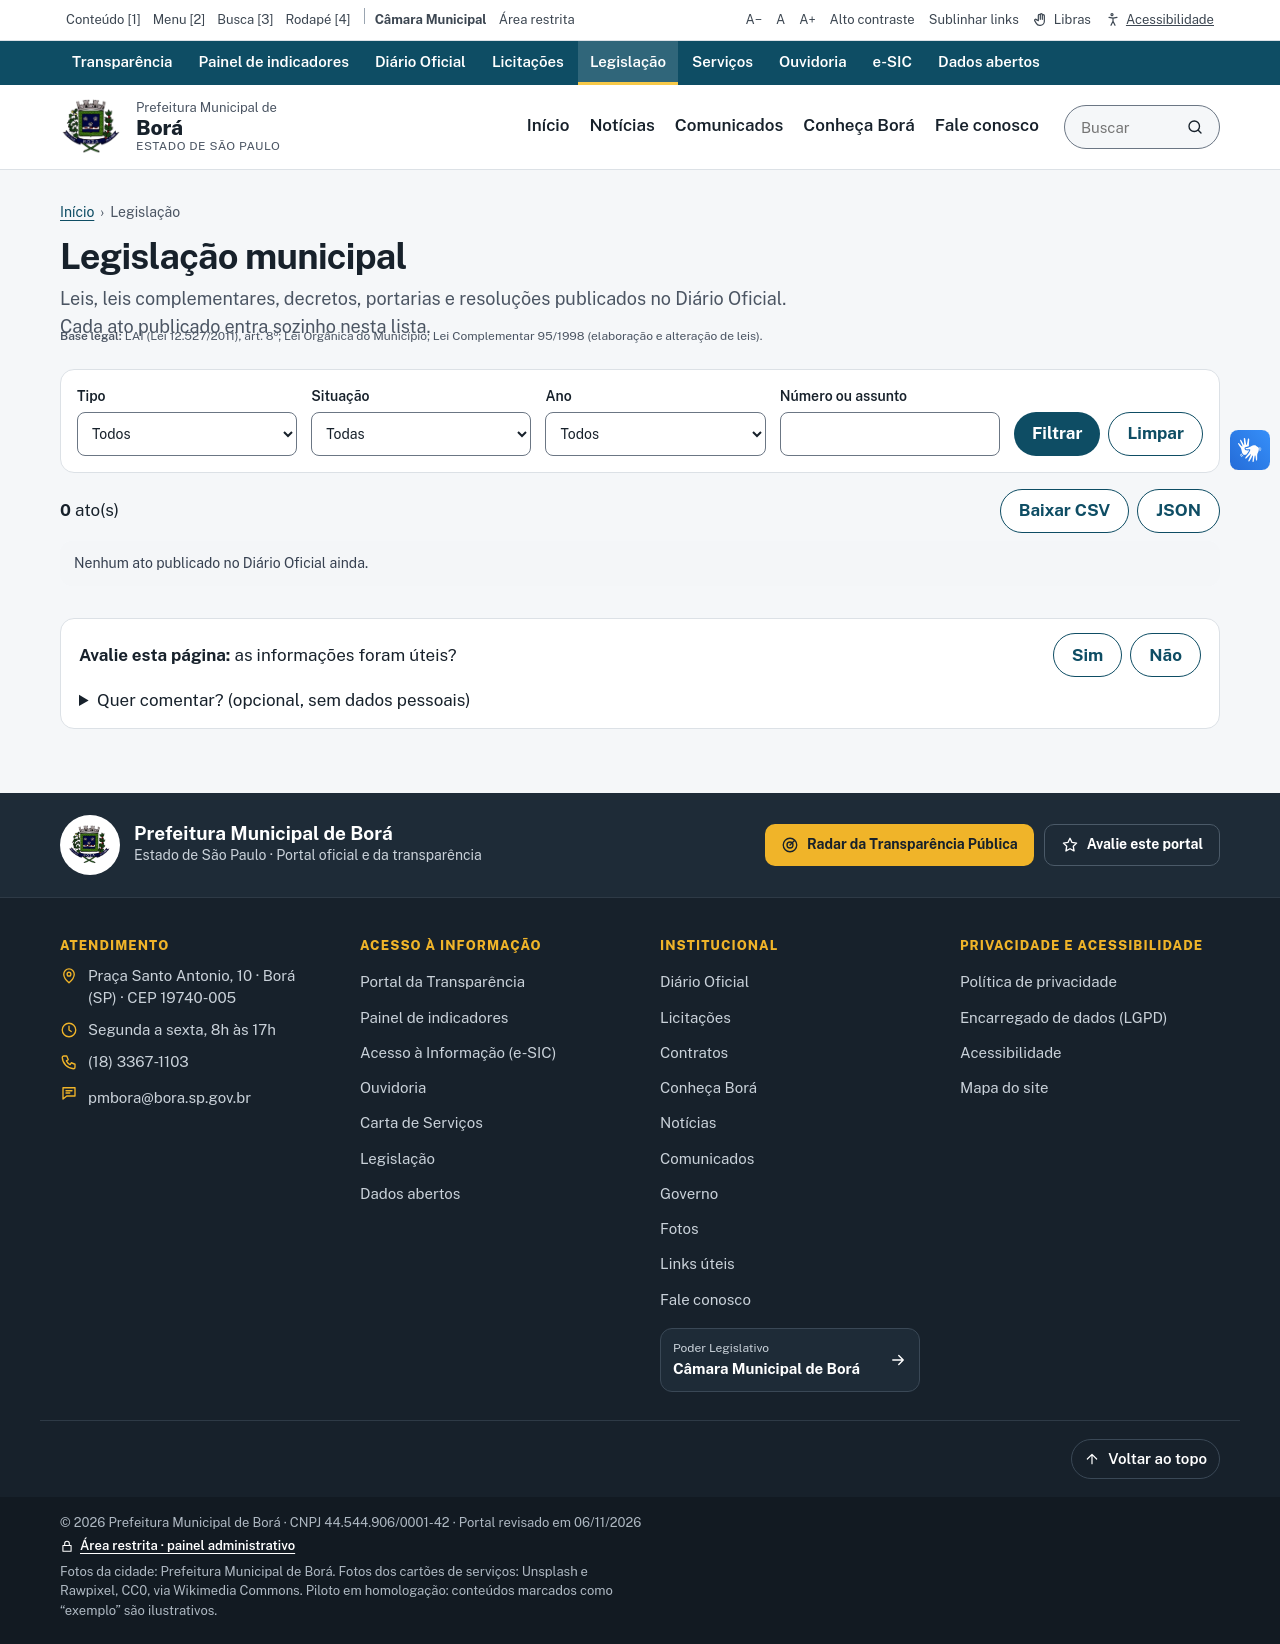 Conteúdo [1] Menu [2] Busca [3] Rodapé [4] Câmara Municipal Área restrita A− A A+ Alto contraste Sublinhar links Libras Acessibilidade
Transparência Painel de indicadores Diário Oficial Licitações Legislação Serviços Ouvidoria e-SIC Dados abertos
Prefeitura Municipal de
Borá
ESTADO DE SÃO PAULO
Início Notícias Comunicados Conheça Borá Fale conosco Buscar
Início › Legislação
Legislação municipal
Leis, leis complementares, decretos, portarias e resoluções publicados no Diário Oficial.
Cada ato publicado entra sozinho nesta lista.
Base legal: LAI (Lei 12.527/2011), art. 8º; Lei Orgânica do Município; Lei Complementar 95/1998 (elaboração e alteração de leis).
Tipo Situação Ano Número ou assunto
Todos Todas Todos Filtrar Limpar
0 ato(s) Baixar CSV JSON
Nenhum ato publicado no Diário Oficial ainda.
Avalie esta página: as informações foram úteis? Sim Não
Quer comentar? (opcional, sem dados pessoais)
Prefeitura Municipal de Borá
Estado de São Paulo · Portal oficial e da transparência
Radar da Transparência Pública Avalie este portal
ATENDIMENTO
Praça Santo Antonio, 10 · Borá
(SP) · CEP 19740-005
Segunda a sexta, 8h às 17h
(18) 3367-1103
pmbora@bora.sp.gov.br
ACESSO À INFORMAÇÃO
Portal da Transparência
Painel de indicadores
Acesso à Informação (e-SIC)
Ouvidoria
Carta de Serviços
Legislação
Dados abertos
INSTITUCIONAL
Diário Oficial
Licitações
Contratos
Conheça Borá
Notícias
Comunicados
Governo
Fotos
Links úteis
Fale conosco
Poder Legislativo
Câmara Municipal de Borá
PRIVACIDADE E ACESSIBILIDADE
Política de privacidade
Encarregado de dados (LGPD)
Acessibilidade
Mapa do site
Voltar ao topo
© 2026 Prefeitura Municipal de Borá · CNPJ 44.544.906/0001-42 · Portal revisado em 06/11/2026
Área restrita · painel administrativo
Fotos da cidade: Prefeitura Municipal de Borá. Fotos dos cartões de serviços: Unsplash e
Rawpixel, CC0, via Wikimedia Commons. Piloto em homologação: conteúdos marcados como
“exemplo” são ilustrativos.